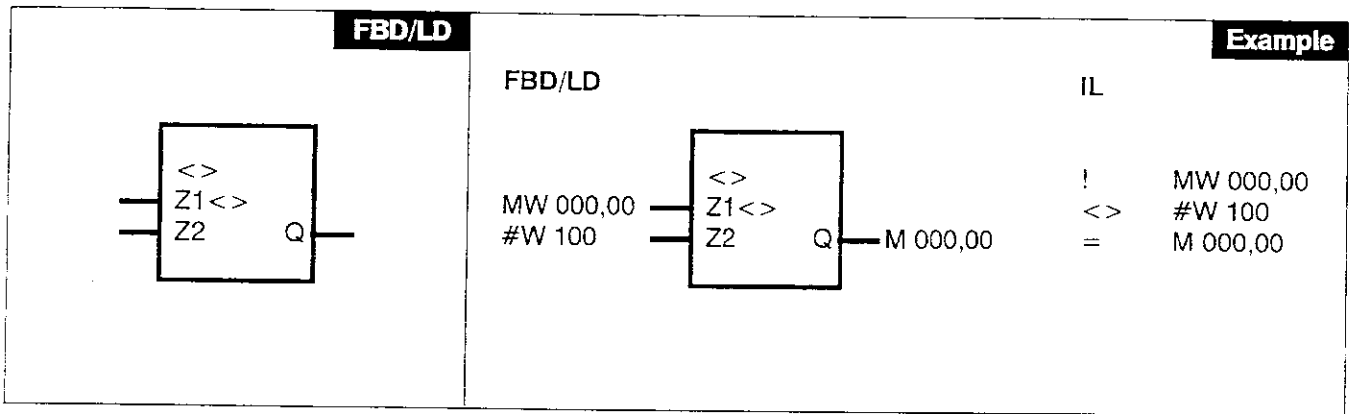 FBD/LD
<>
Z1<>
Z2 Q
Example
FBD/LD
MW 000,00
#W 100
<>
Z1<>
Z2 Q
M 000,00
IL
! MW 000,00
<> #W 100
= M 000,00